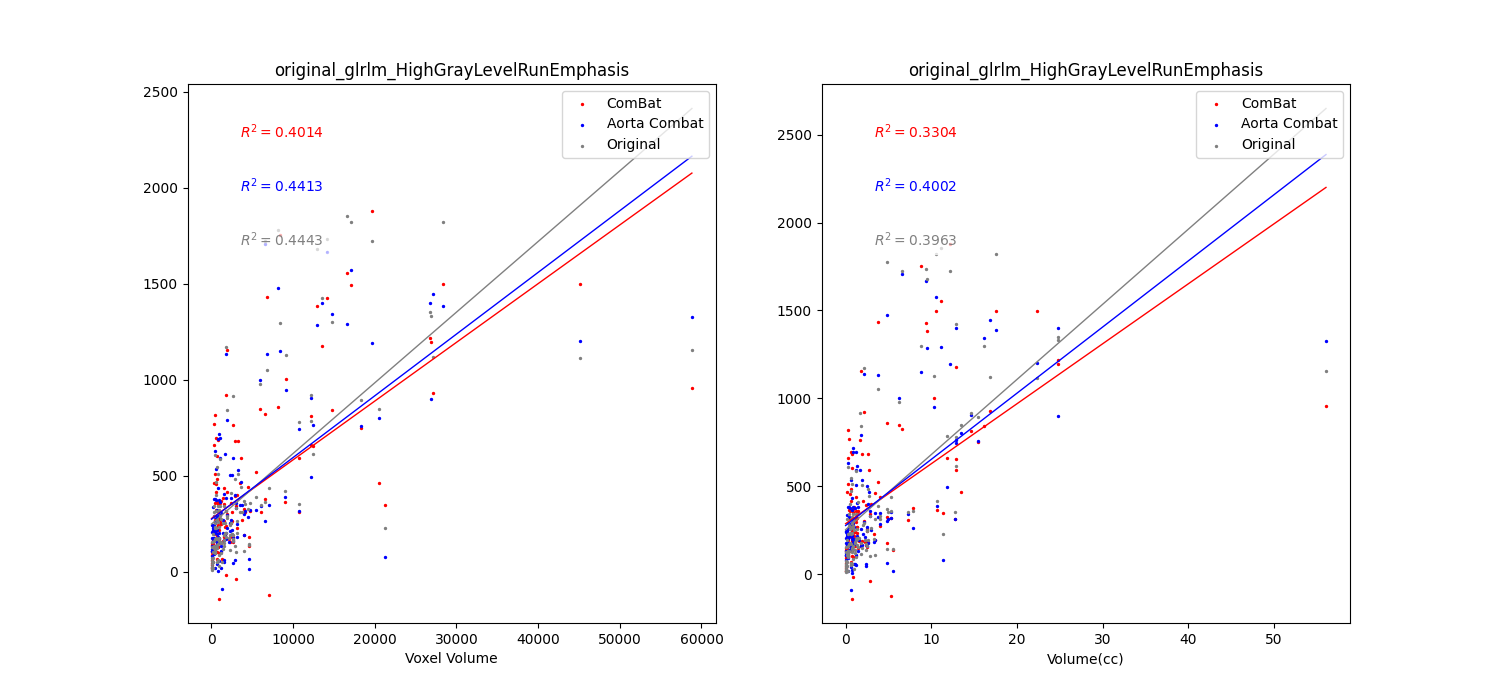 original_glrlm_HighGrayLevelRunEmphasis
2500
2000
1500
1000
500
0
R² = 0.4014
R² = 0.4413
R² = 0.4443
ComBat
Aorta Combat
Original
0 10000 20000 30000 40000 50000 60000
Voxel Volume
original_glrlm_HighGrayLevelRunEmphasis
2500
2000
1500
1000
500
0
R² = 0.3304
R² = 0.4002
R² = 0.3963
ComBat
Aorta Combat
Original
0 10 20 30 40 50
Volume(cc)